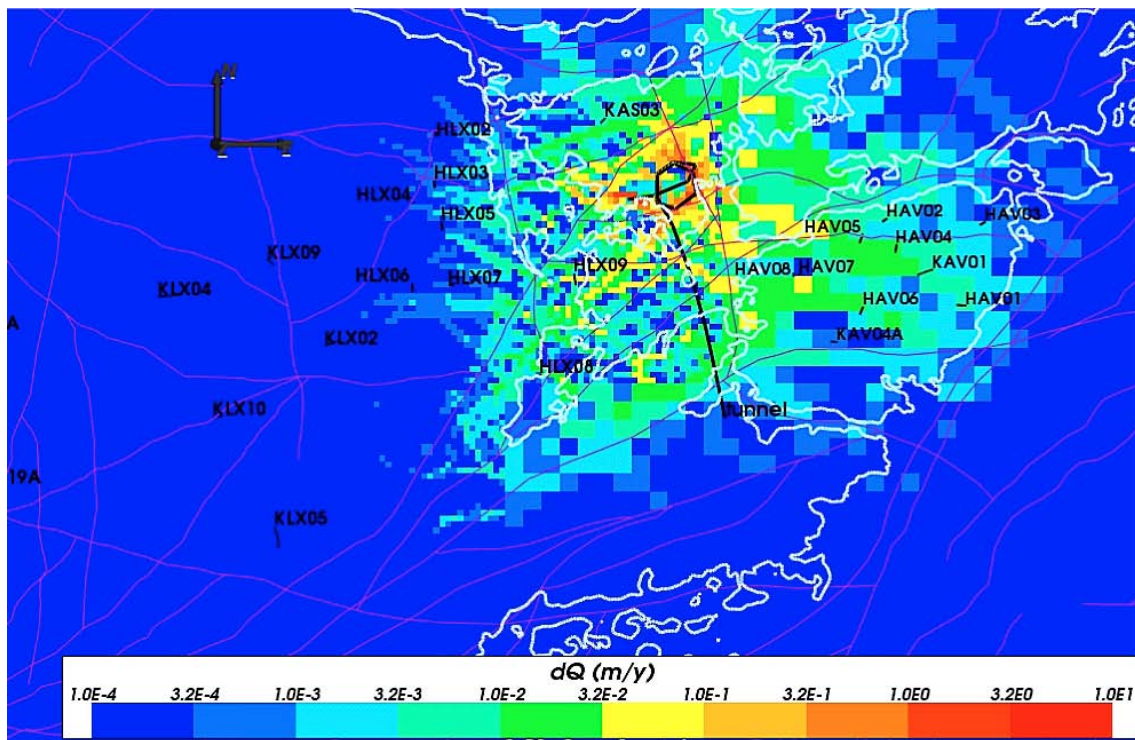 N
KAS03
HLX02
HLX03
HLX04
HLX05
HAV02
HAV03
HAV05
HAV04
KLX09
HLX09
HAV08
HAV07
KAV01
HLX06
HLX07
KLX04
HAV06
HAV01
A
KLX02
KAV04A
HLX08
KLX10
tunnel
19A
KLX05
dQ (m/y)
1.0E-4 3.2E-4 1.0E-3 3.2E-3 1.0E-2 3.2E-2 1.0E-1 3.2E-1 1.0E0 3.2E0 1.0E1